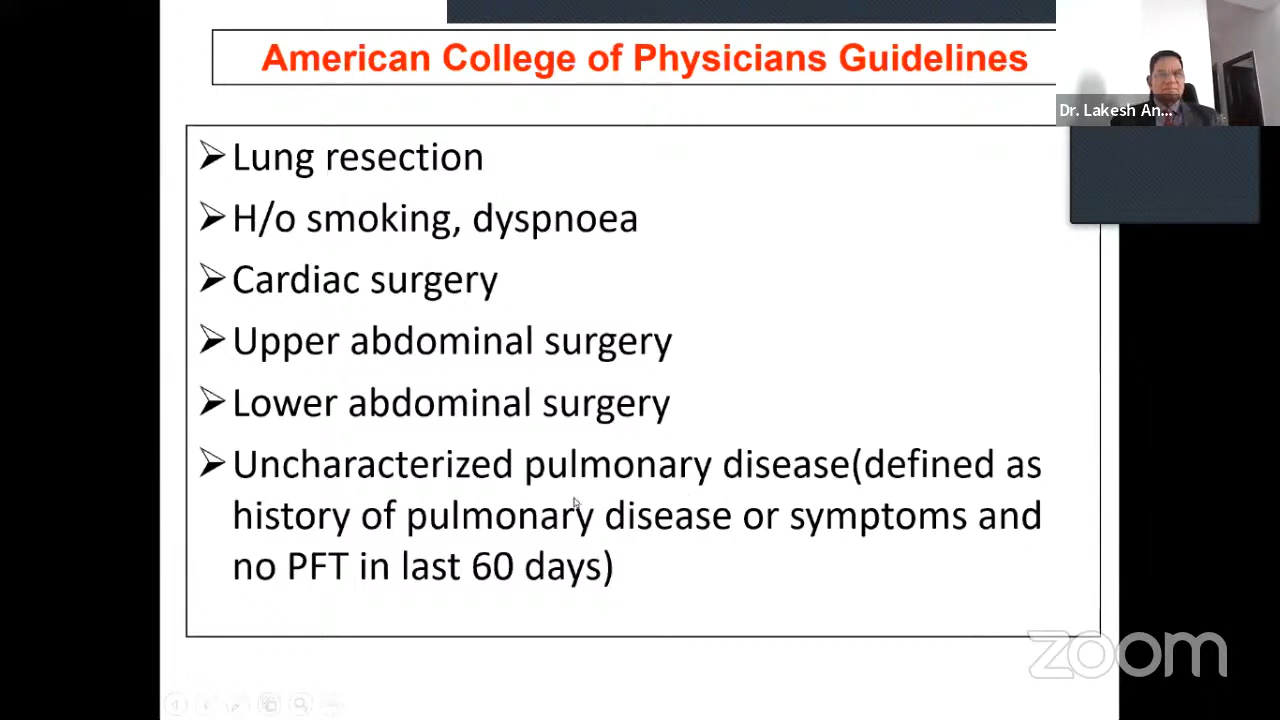 American College of Physicians Guidelines
Dr. Lakesh An...
Lung resection
H/o smoking, dyspnoea
Cardiac surgery
Upper abdominal surgery
Lower abdominal surgery
Uncharacterized pulmonary disease(defined as
history of pulmonary disease or symptoms and
no PFT in last 60 days)
zoom